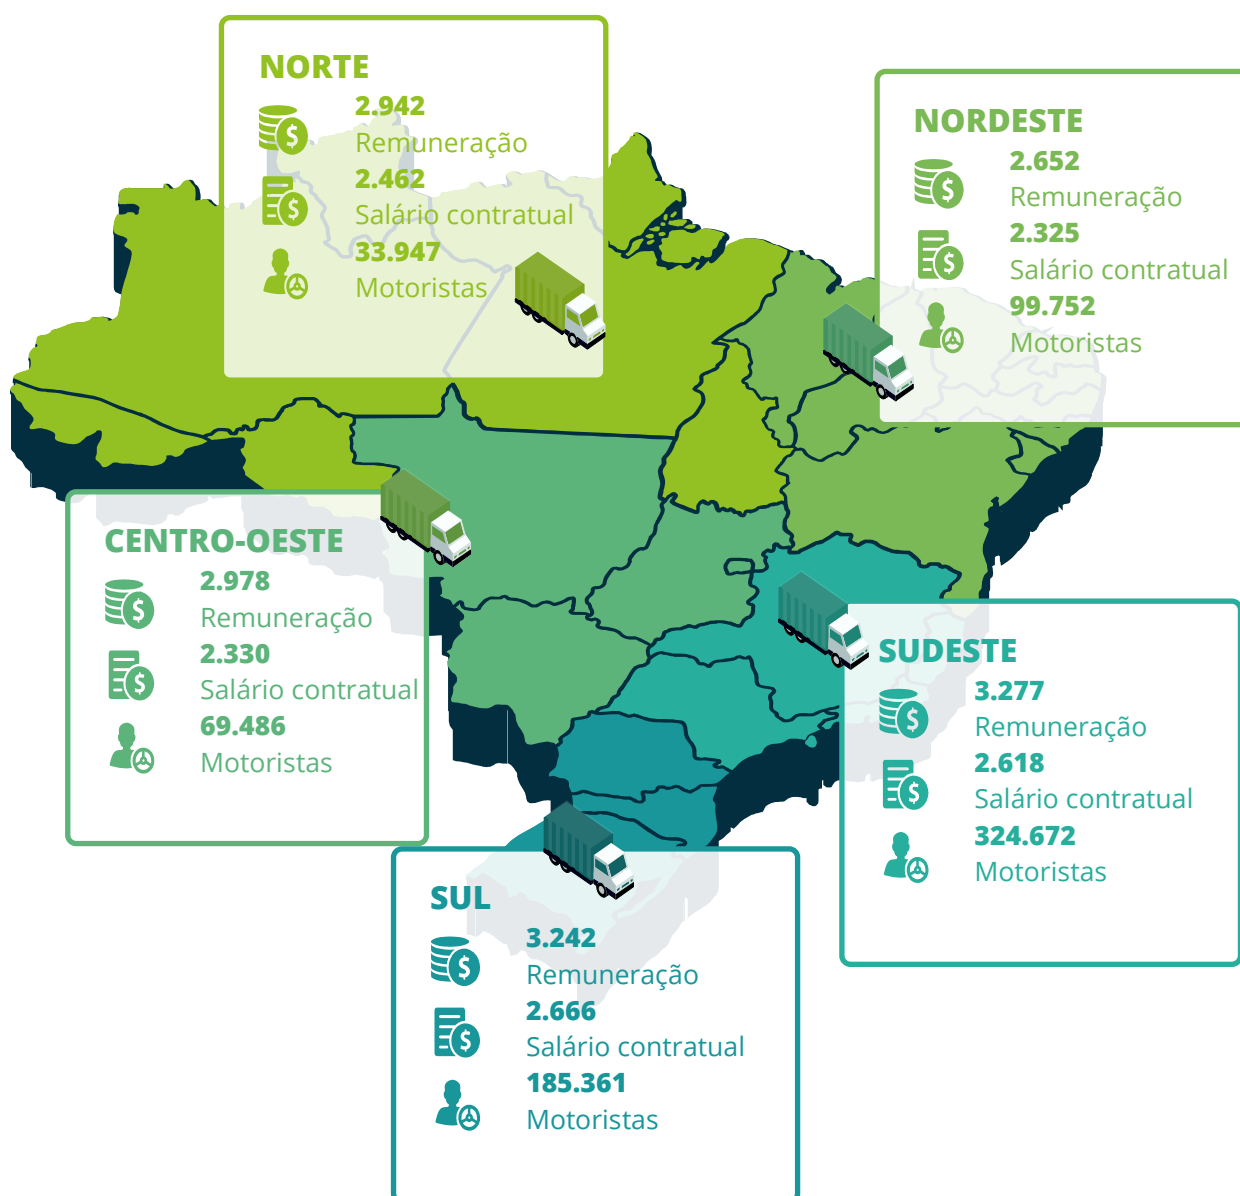 NORTE
2.942
Remuneração
2.462
Salário contratual
33.947
Motoristas
NORDESTE
2.652
Remuneração
2.325
Salário contratual
99.752
Motoristas
CENTRO-OESTE
2.978
Remuneração
2.330
Salário contratual
69.486
Motoristas
SUDESTE
3.277
Remuneração
2.618
Salário contratual
324.672
Motoristas
SUL
3.242
Remuneração
2.666
Salário contratual
185.361
Motoristas